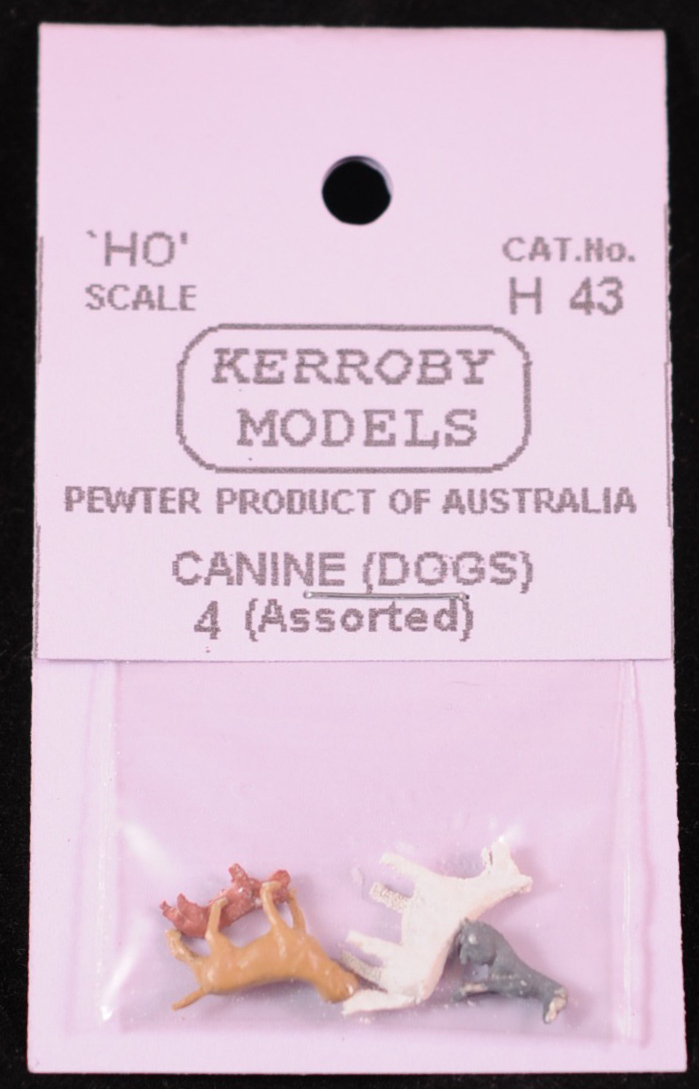 `HO'
SCALE
CAT.No.
H 43
KERROBY
MODELS
PEWTER PRODUCT OF AUSTRALIA
CANINE (DOGS)
4 (Assorted)